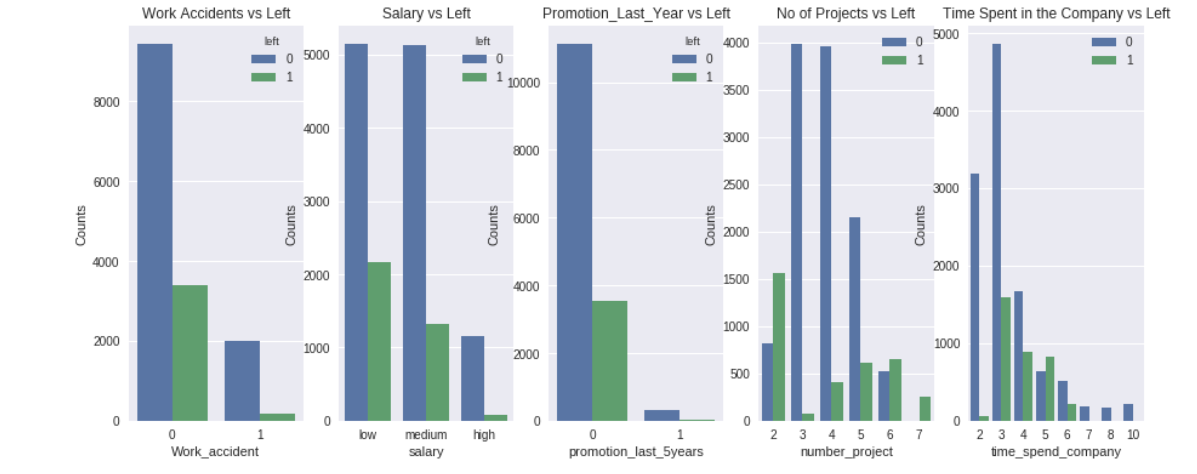 Work Accidents vs Left
Counts
8000
6000
4000
2000
0
left
0
1
0
1
Work_accident
Salary vs Left
Counts
5000
4000
3000
2000
1000
0
left
0
1
low
medium
high
salary
Promotion_Last_Year vs Left
Counts
10000
8000
6000
4000
2000
0
left
0
1
0
1
promotion_last_5years
No of Projects vs Left
Counts
4000
3500
3000
2500
2000
1500
1000
500
0
0
1
2
3
4
5
6
7
number_project
Time Spent in the Company vs Left
Counts
5000
4000
3000
2000
1000
0
0
1
2
3
4
5
6
7
8
10
time_spend_company